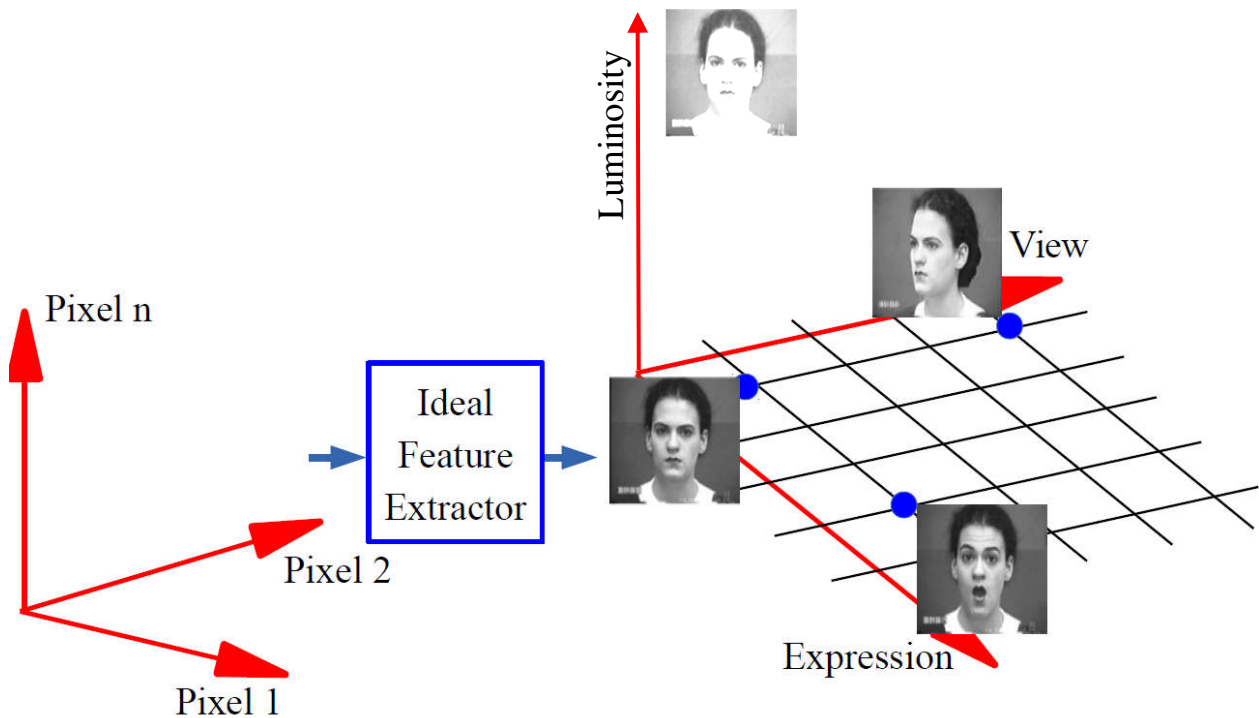 Luminosity
View
Pixel n
Ideal
Feature
Extractor
Pixel 2
Expression
Pixel 1